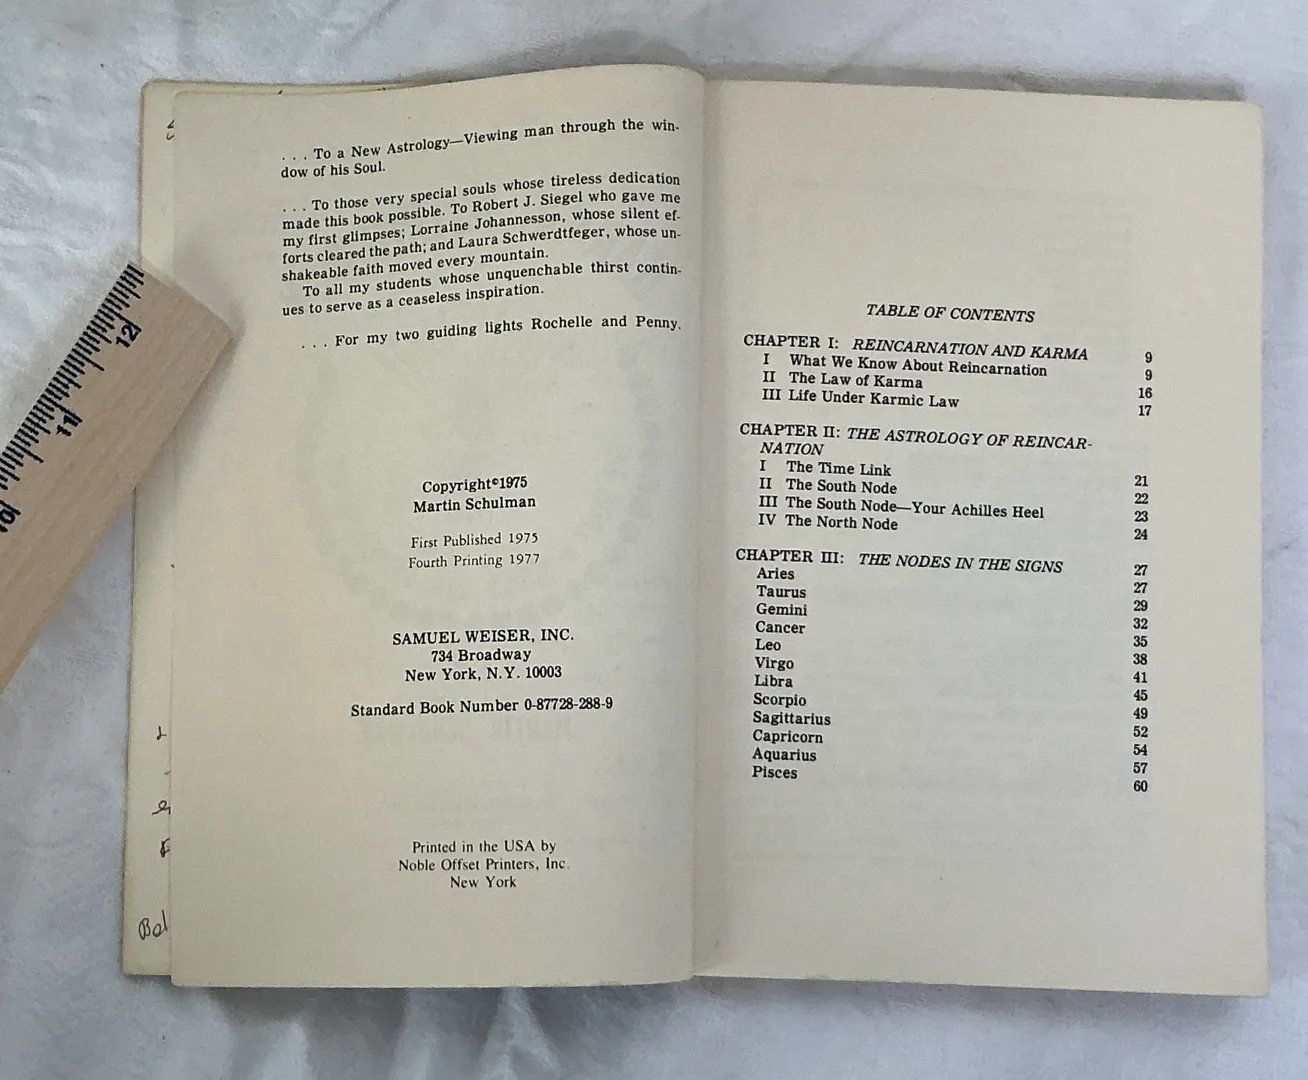 . . . To a New Astrology—Viewing man through the win-
dow of his Soul.
. . . To those very special souls whose tireless dedication
made this book possible. To Robert J. Siegel who gave me
my first glimpses; Lorraine Johannesson, whose silent ef-
forts cleared the path; and Laura Schwerdtfeger, whose un-
shakeable faith moved every mountain.
To all my students whose unquenchable thirst contin-
ues to serve as a ceaseless inspiration.
. . . For my two guiding lights Rochelle and Penny.
Copyright©1975
Martin Schulman
First Published 1975
Fourth Printing 1977
SAMUEL WEISER, INC.
734 Broadway
New York, N.Y. 10003
Standard Book Number 0-87728-288-9
Printed in the USA by
Noble Offset Printers, Inc.
New York
12
11
10
TABLE OF CONTENTS
CHAPTER I: REINCARNATION AND KARMA 9
I What We Know About Reincarnation 9
II The Law of Karma 16
III Life Under Karmic Law 17
CHAPTER II: THE ASTROLOGY OF REINCAR-
NATION
I The Time Link 21
II The South Node 22
III The South Node—Your Achilles Heel 23
IV The North Node 24
CHAPTER III: THE NODES IN THE SIGNS 27
Aries 27
Taurus 29
Gemini 32
Cancer 35
Leo 38
Virgo 41
Libra 45
Scorpio 49
Sagittarius 52
Capricorn 54
Aquarius 57
Pisces 60